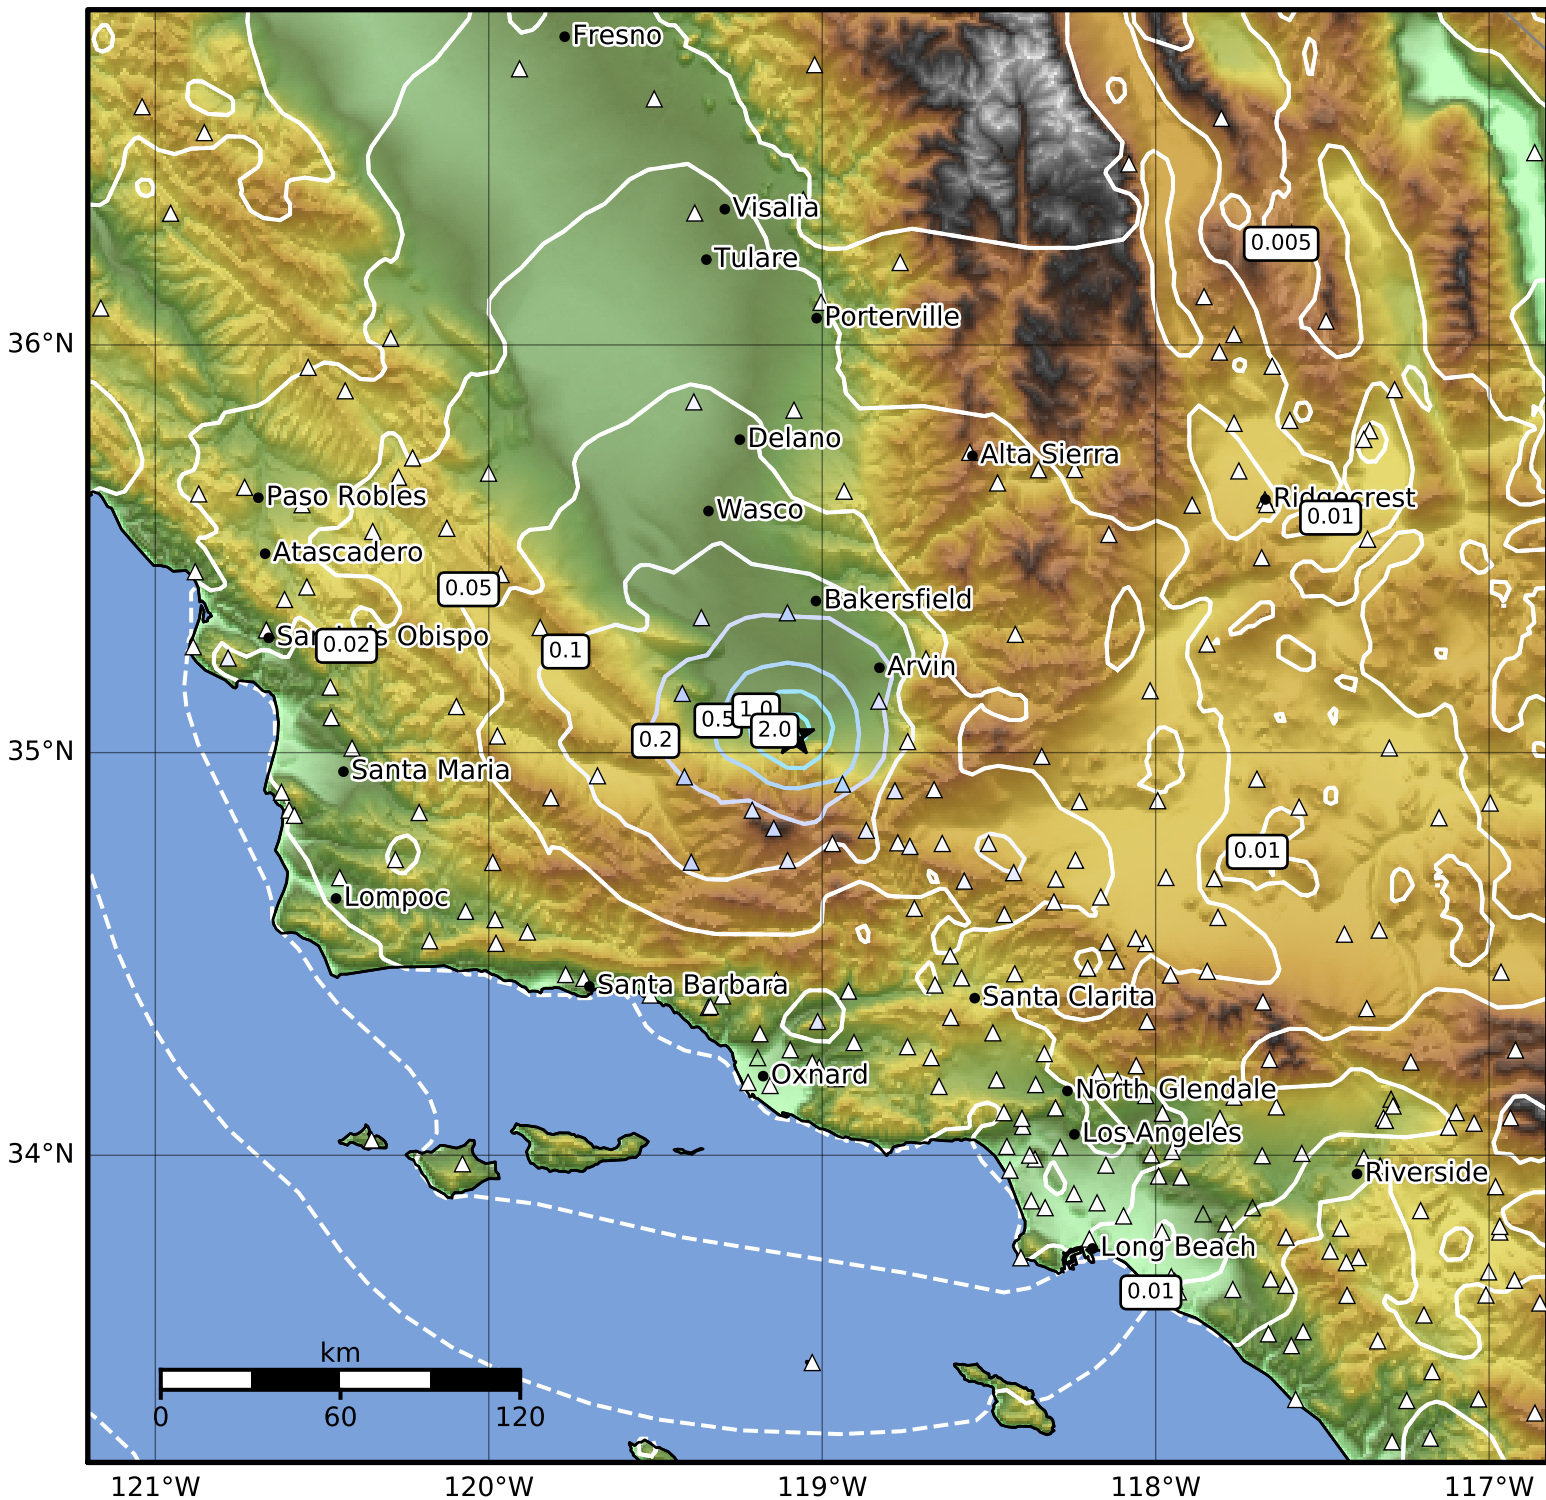 Fresno
Visalia
0.005
Tulare
Porterville
36°N
Delano
Alta Sierra
Paso Robles
Ridgecrest
Wasco
0.01
Atascadero
0.05
Bakersfield
San Luis Obispo
0.02
0.1
Arvin
0.5
1.0
2.0
0.2
35°N
Santa Maria
0.01
Lompoc
Santa Barbara
Santa Clarita
Oxnard
North Glendale
Los Angeles
34°N
Riverside
Long Beach
0.01
km
0 60 120
121°W 120°W 119°W 118°W 117°W